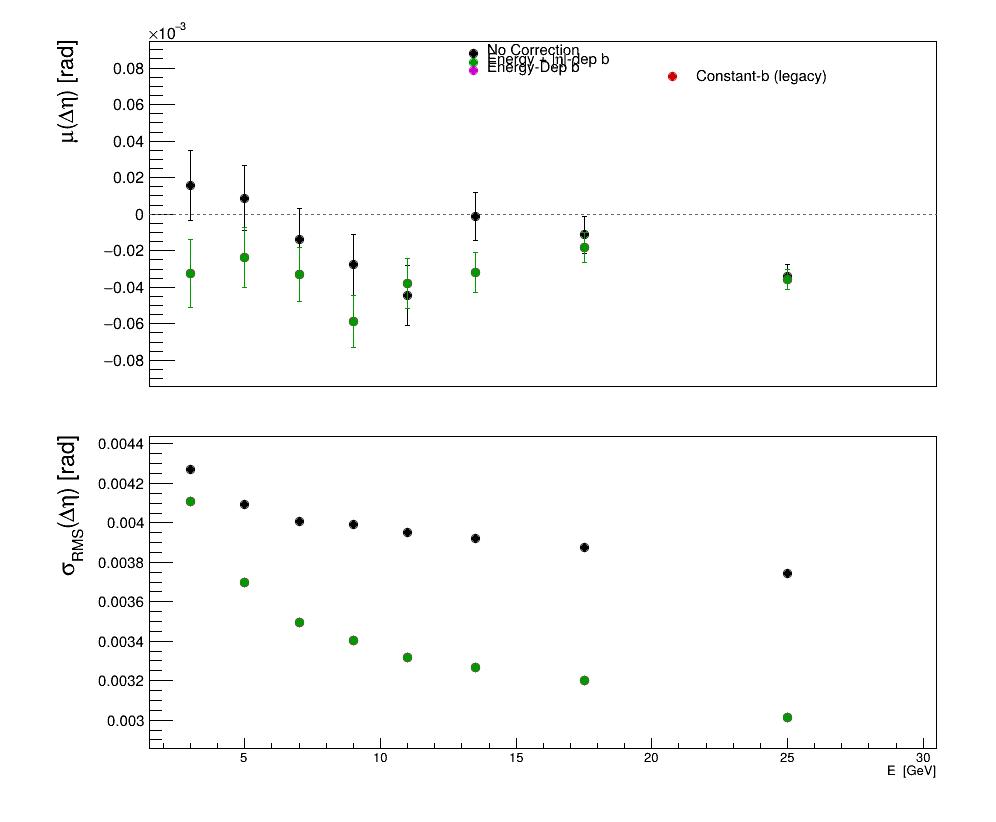 ×10⁻³
μ(Δη) [rad]
0.08
0.06
0.04
0.02
0
−0.02
−0.04
−0.06
−0.08
No Correction
Energy + |η|-dep b
Energy-Dep b
Constant-b (legacy)
σRMS(Δη) [rad]
0.0044
0.0042
0.004
0.0038
0.0036
0.0034
0.0032
0.003
5 10 15 20 25 30
E [GeV]